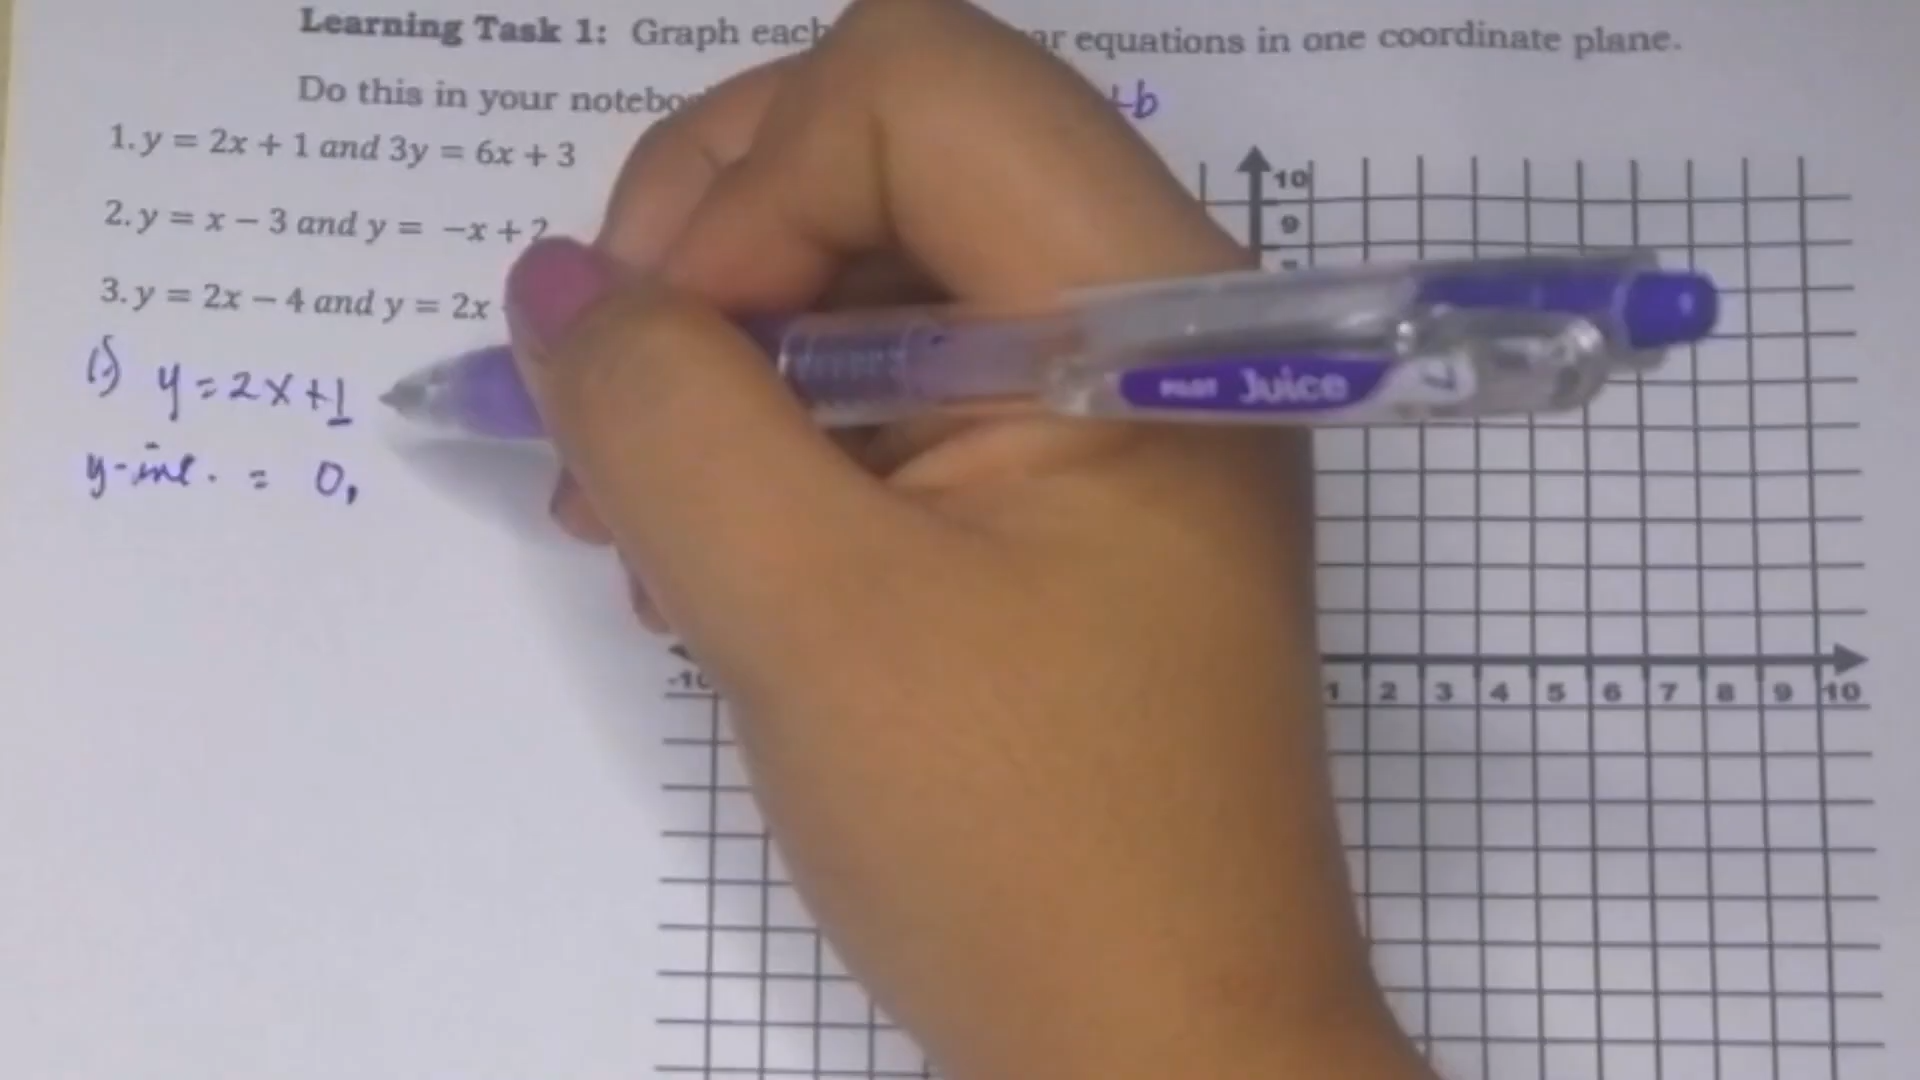 Learning Task 1: Graph each equations in one coordinate plane.
Do this in your
+b
1. y = 2x + 1 and 3y = 6x + 3
2. y = x − 3 and y = −x + 2
3. y = 2x − 4 and y = 2x
1) y = 2x + 1
y-int. = 0,
10
9
-10
1 2 3 4 5 6 7 8 9 10
PILOT Juice